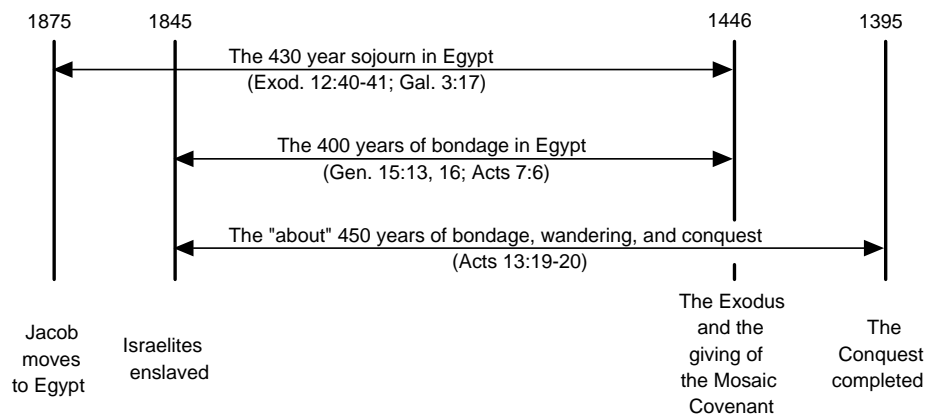 1875
1845
1446
1395
The 430 year sojourn in Egypt
(Exod. 12:40-41; Gal. 3:17)
The 400 years of bondage in Egypt
(Gen. 15:13, 16; Acts 7:6)
The "about" 450 years of bondage, wandering, and conquest
(Acts 13:19-20)
Jacob
moves
to Egypt
Israelites
enslaved
The Exodus
and the
giving of
the Mosaic
Covenant
The
Conquest
completed